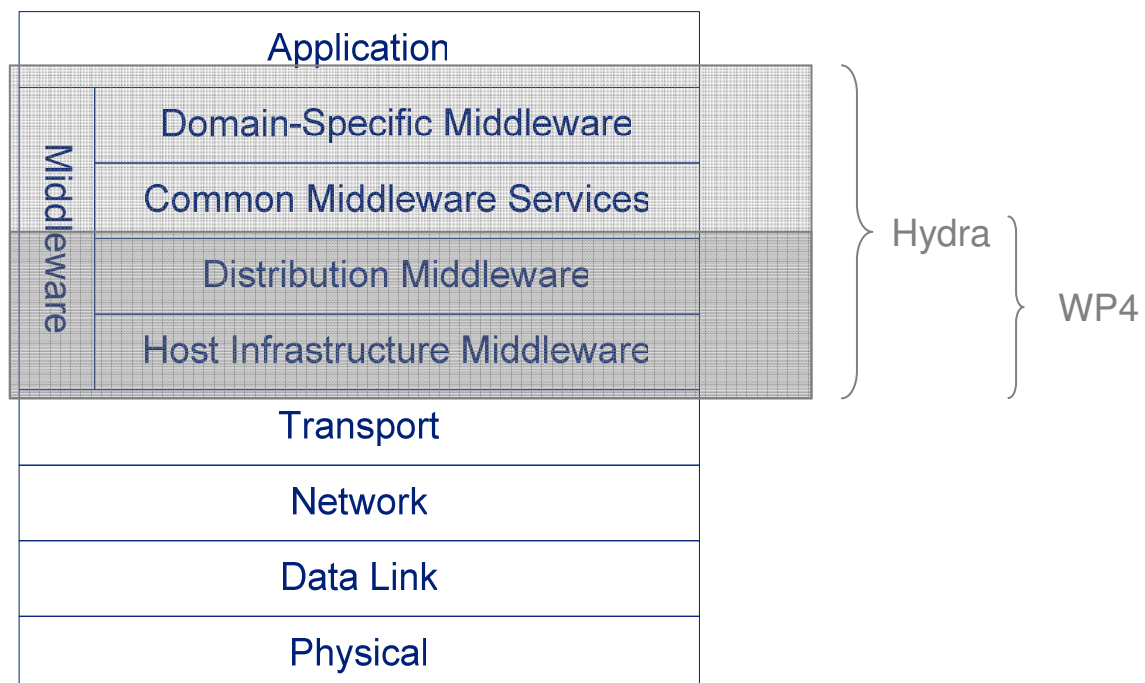 Application
Middleware
Domain-Specific Middleware
Common Middleware Services
Distribution Middleware
Host Infrastructure Middleware
Transport
Network
Data Link
Physical
Hydra
WP4